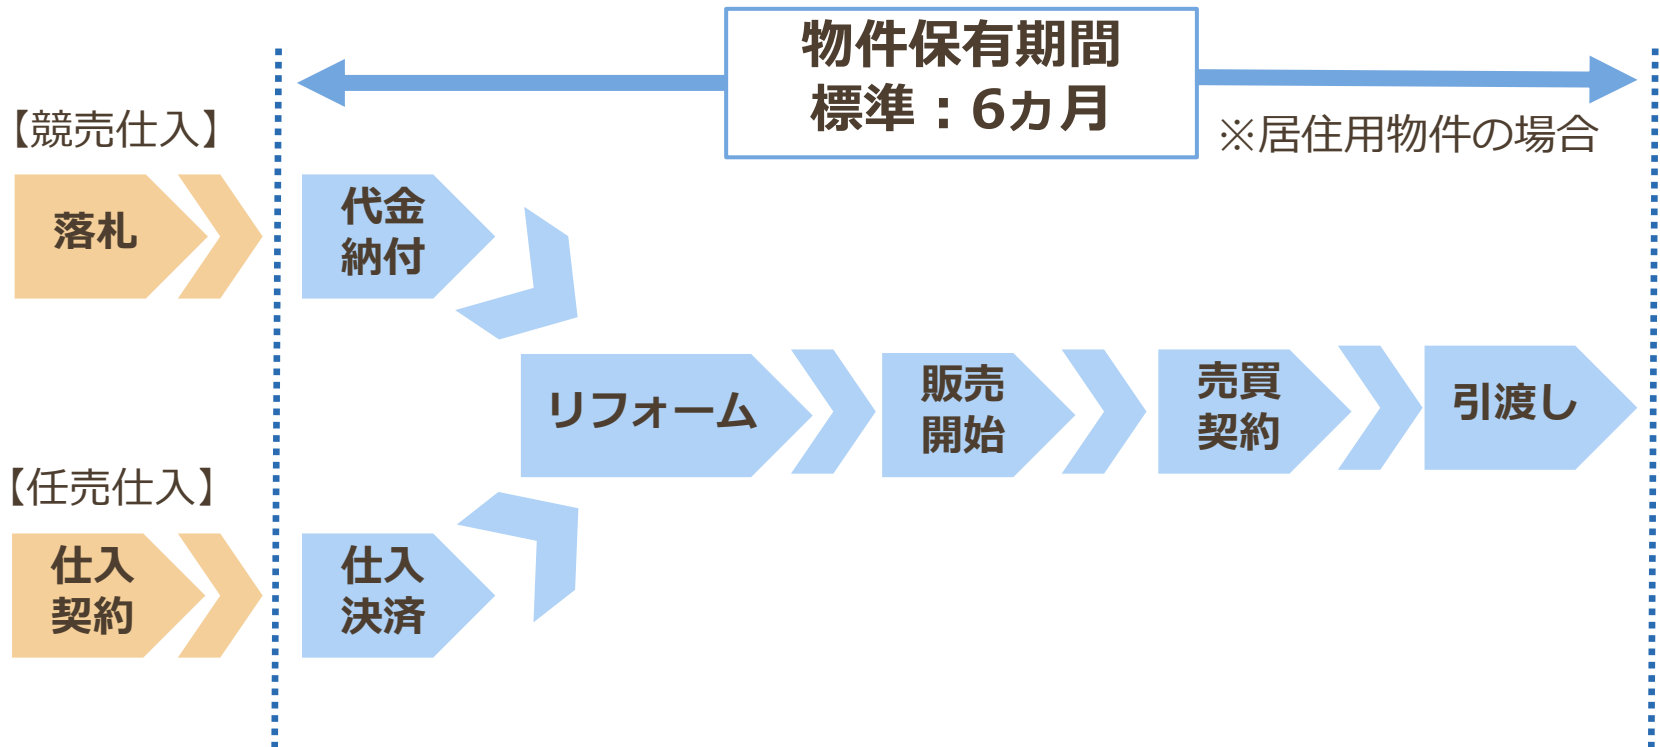 物件保有期間
標準：6ヵ月
※居住用物件の場合
【競売仕入】
落札
代金
納付
リフォーム
販売
開始
売買
契約
引渡し
【任売仕入】
仕入
契約
仕入
決済